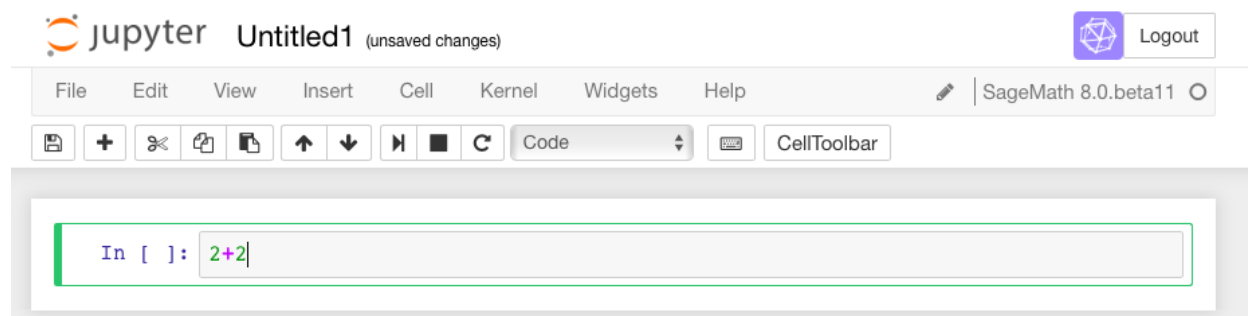 jupyter Untitled1 (unsaved changes) Logout
File Edit View Insert Cell Kernel Widgets Help SageMath 8.0.beta11
Code CellToolbar
In [ ]: 2+2